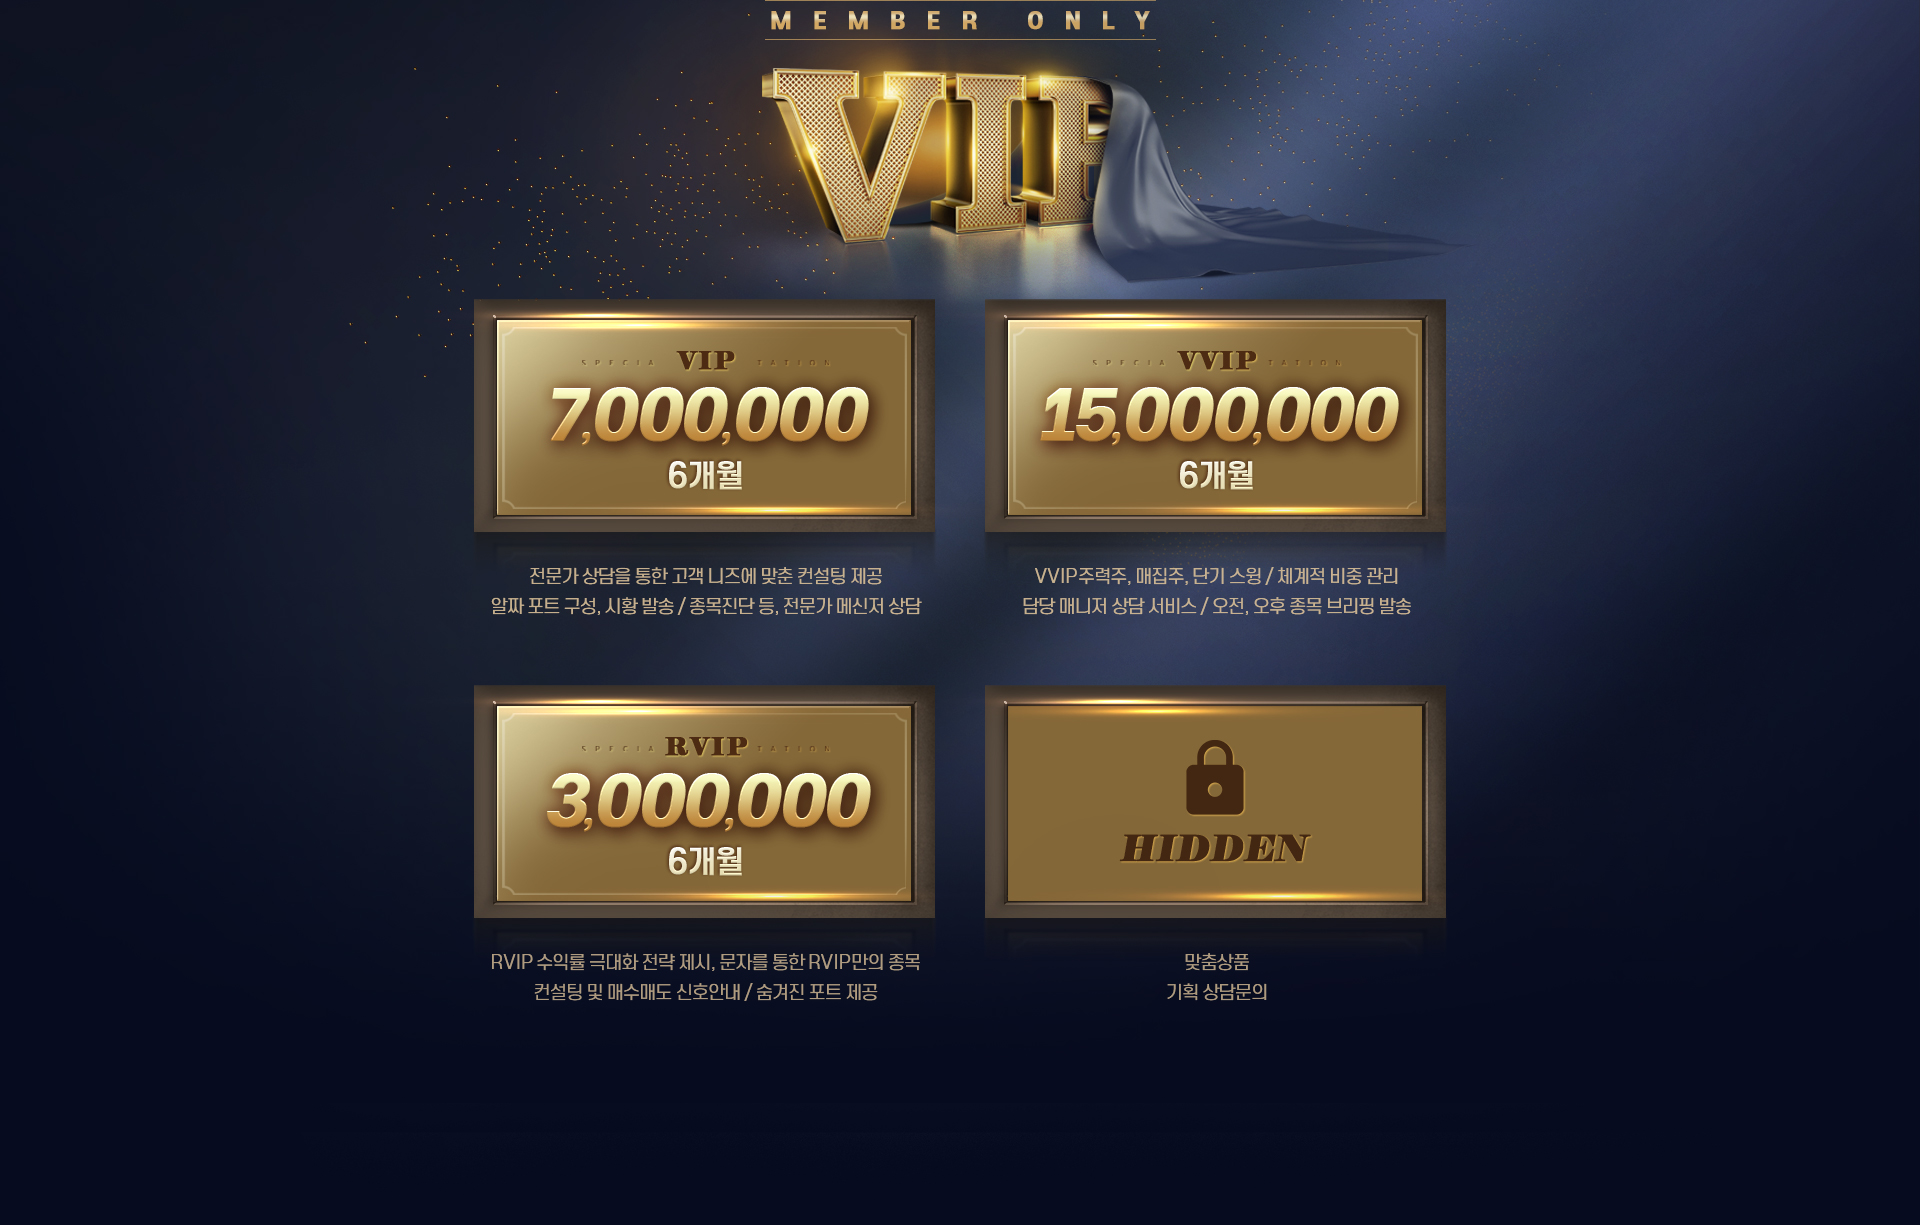 MEMBER ONLY
VIP
VIP
7,000,000
6개월
전문가 상담을 통한 고객 니즈에 맞춘 컨설팅 제공
알짜 포트 구성, 시황 발송 / 종목진단 등, 전문가 메신저 상담
VVIP
15,000,000
6개월
VVIP주력주, 매집주, 단기 스윙 / 체계적 비중 관리
담당 매니저 상담 서비스 / 오전, 오후 종목 브리핑 발송
RVIP
3,000,000
6개월
RVIP 수익률 극대화 전략 제시, 문자를 통한 RVIP만의 종목
컨설팅 및 매수매도 신호안내 / 숨겨진 포트 제공
HIDDEN
맞춤상품
기획 상담문의